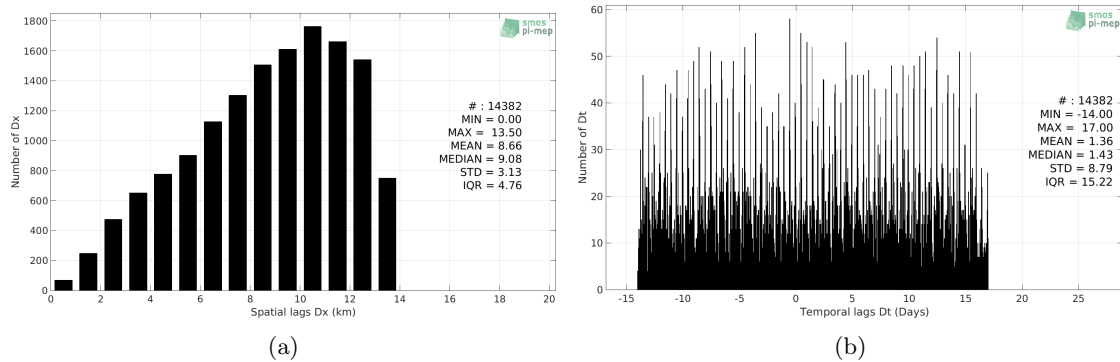 1800
1600
1400
1200
1000
800
600
400
200
0
Number of Dx
0 2 4 6 8 10 12 14 16 18 20
Spatial lags Dx (km)
smos
pi-mep
# : 14382
MIN = 0.00
MAX = 13.50
MEAN = 8.66
MEDIAN = 9.08
STD = 3.13
IQR = 4.76
(a)
60
50
40
30
20
10
0
Number of Dt
-15 -10 -5 0 5 10 15 20 25
Temporal lags Dt (Days)
smos
pi-mep
# : 14382
MIN = -14.00
MAX = 17.00
MEAN = 1.36
MEDIAN = 1.43
STD = 8.79
IQR = 15.22
(b)